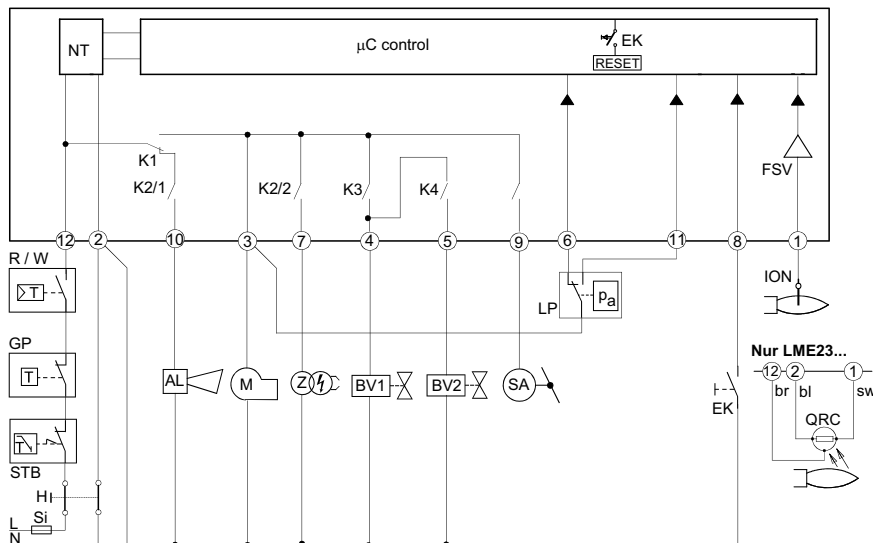 NT
µC control
EK
RESET
K1
K2/1
K2/2
K3
K4
FSV
12
2
10
3
7
4
5
9
6
11
8
1
R / W
T
LP
pa
ION
GP
T
AL
M
Z
BV1
BV2
SA
EK
Nur LME23...
12
2
1
br
bl
sw
QRC
T
STB
H
L
Si
N